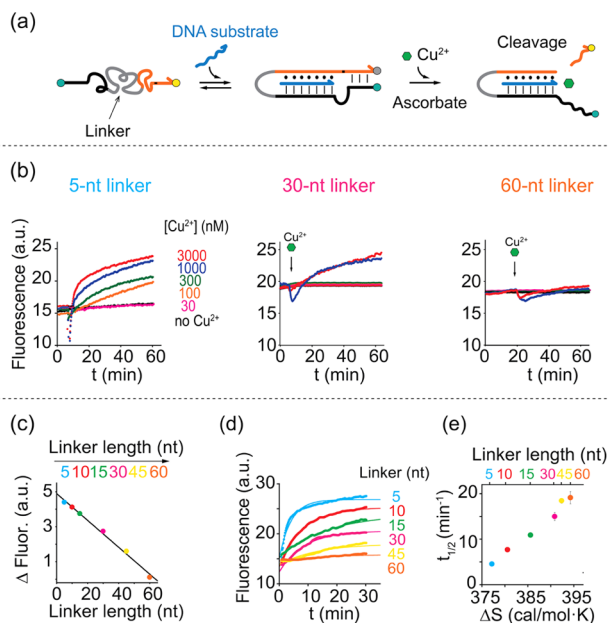 (a)
DNA substrate
Cu2+
Cleavage
Linker
Ascorbate
(b)
5-nt linker
30-nt linker
60-nt linker
[Cu2+] (nM)
3000
1000
300
100
30
no Cu2+
Cu2+
Cu2+
Fluorescence (a.u.)
25
20
15
10
0 20 40 60
t (min)
25
20
15
10
0 20 40 60
t (min)
25
20
15
10
0 20 40 60
t (min)
(c)
Linker length (nt)
5 10 15 30 45 60
Δ Fluor. (a.u.)
5
3
1
0 20 40 60
Linker length (nt)
(d)
Fluorescence (a.u.)
30
25
20
15
10
0 10 20 30
t (min)
Linker (nt)
5
10
15
30
45
60
(e)
Linker length (nt)
5 10 15 30 45 60
t1/2 (min-1)
20
10
0
375 385 395
ΔS (cal/mol·K)